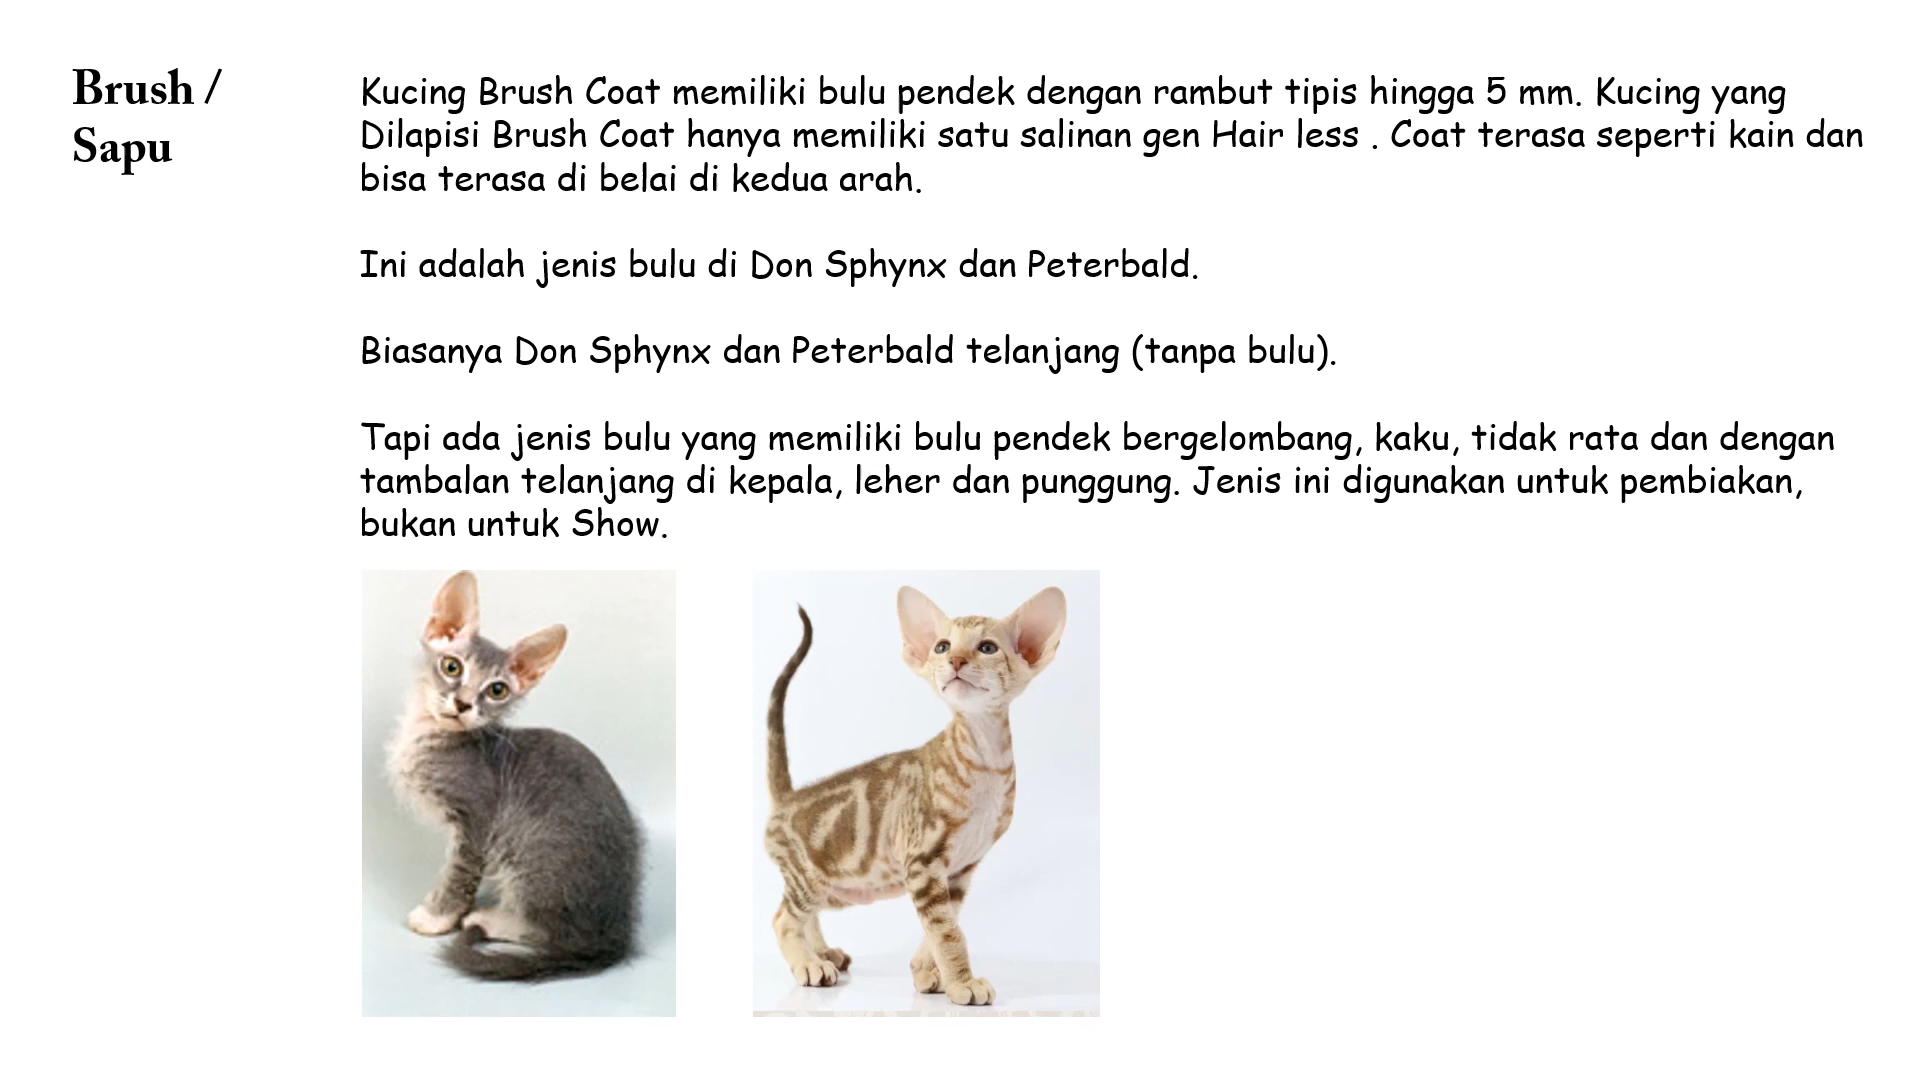 Brush /
Sapu
Kucing Brush Coat memiliki bulu pendek dengan rambut tipis hingga 5 mm. Kucing yang
Dilapisi Brush Coat hanya memiliki satu salinan gen Hair less . Coat terasa seperti kain dan
bisa terasa di belai di kedua arah.
Ini adalah jenis bulu di Don Sphynx dan Peterbald.
Biasanya Don Sphynx dan Peterbald telanjang (tanpa bulu).
Tapi ada jenis bulu yang memiliki bulu pendek bergelombang, kaku, tidak rata dan dengan
tambalan telanjang di kepala, leher dan punggung. Jenis ini digunakan untuk pembiakan,
bukan untuk Show.